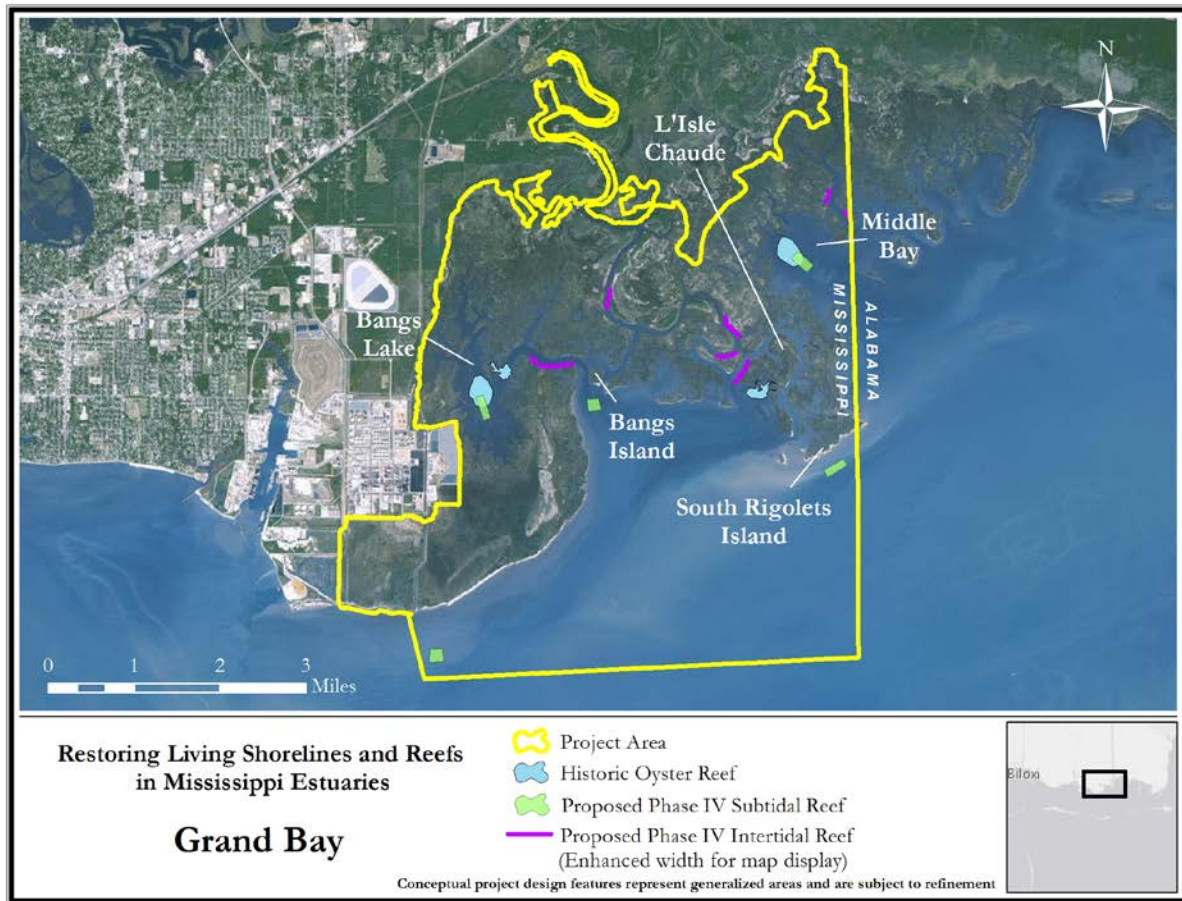 N
L'Isle
Chaude
Middle
Bay
MISSISSIPPI
ALABAMA
Bangs
Lake
Bangs
Island
South Rigolets
Island
0 1 2 3
Miles
Restoring Living Shorelines and Reefs
in Mississippi Estuaries
Grand Bay
Project Area
Historic Oyster Reef
Proposed Phase IV Subtidal Reef
Proposed Phase IV Intertidal Reef
(Enhanced width for map display)
Conceptual project design features represent generalized areas and are subject to refinement
Biloxi